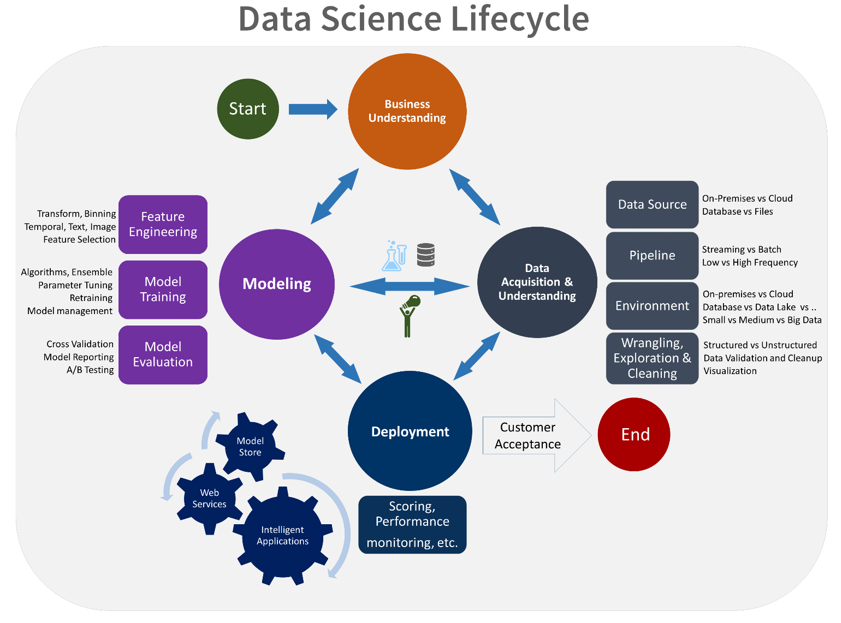 Data Science Lifecycle
Start
Business
Understanding
Transform, Binning
Temporal, Text, Image
Feature Selection
Feature
Engineering
Algorithms, Ensemble
Parameter Tuning
Retraining
Model management
Model
Training
Cross Validation
Model Reporting
A/B Testing
Model
Evaluation
Modeling
Data
Acquisition &
Understanding
Data Source
On-Premises vs Cloud
Database vs Files
Pipeline
Streaming vs Batch
Low vs High Frequency
Environment
On-premises vs Cloud
Database vs Data Lake vs ..
Small vs Medium vs Big Data
Wrangling,
Exploration &
Cleaning
Structured vs Unstructured
Data Validation and Cleanup
Visualization
Deployment
Customer
Acceptance
End
Scoring,
Performance
monitoring, etc.
Model
Store
Web
Services
Intelligent
Applications